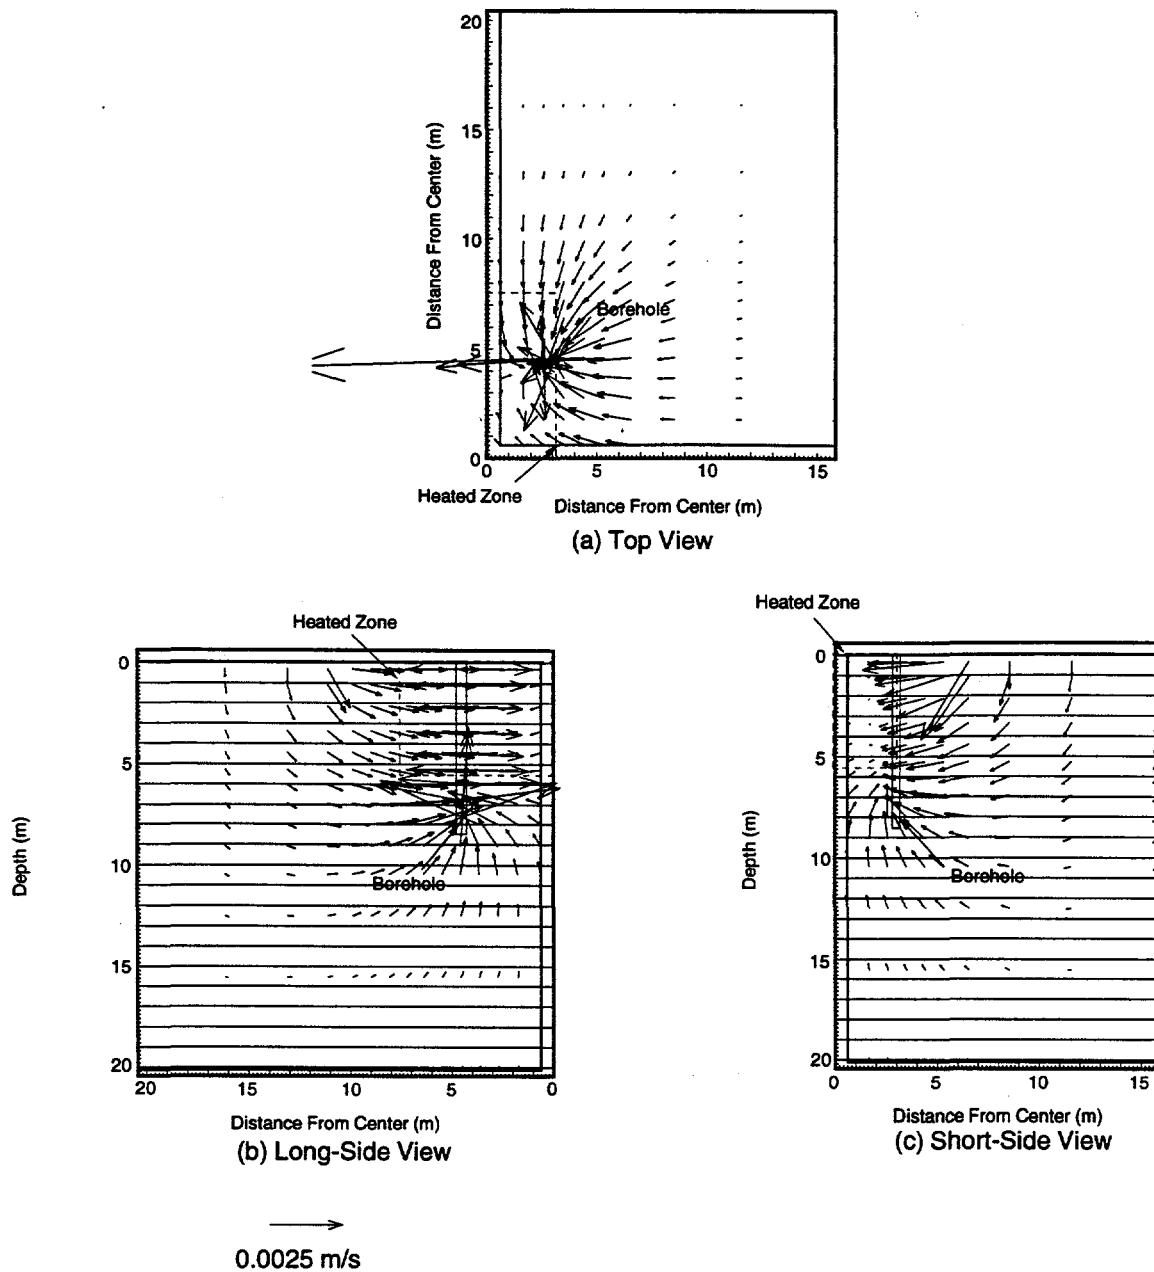 20
15
10
5
0
Distance From Center (m)
Borehole
0
5
10
15
Heated Zone
Distance From Center (m)
(a) Top View
Heated Zone
0
5
10
15
20
Depth (m)
Borehole
20
15
10
5
0
Distance From Center (m)
(b) Long-Side View
Heated Zone
0
5
10
15
20
Depth (m)
Borehole
0
5
10
15
Distance From Center (m)
(c) Short-Side View
0.0025 m/s